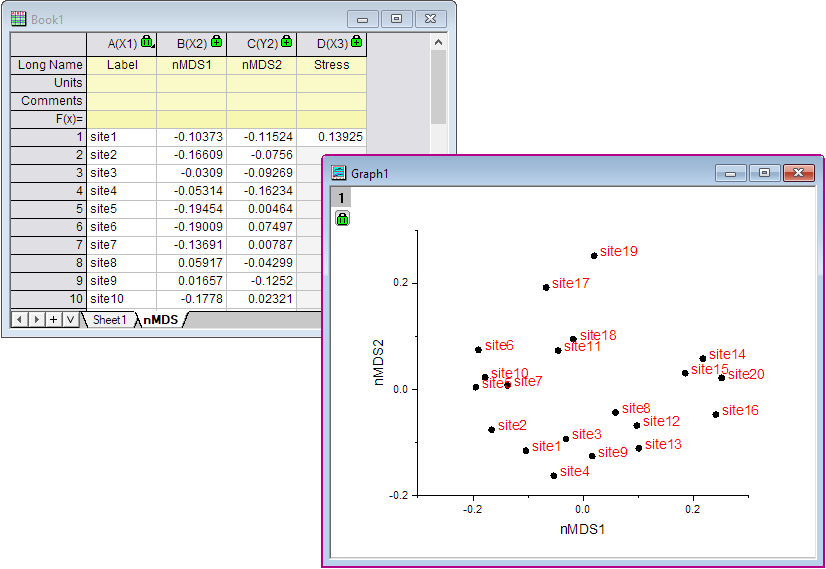 Book1
A(X1) B(X2) C(Y2) D(X3)
Long Name Label nMDS1 nMDS2 Stress
Units
Comments
F(x)=
1 site1 -0.10373 -0.11524 0.13925
2 site2 -0.16609 -0.0756
3 site3 -0.0309 -0.09269
4 site4 -0.05314 -0.16234
5 site5 -0.19454 0.00464
6 site6 -0.19009 0.07497
7 site7 -0.13691 0.00787
8 site8 0.05917 -0.04299
9 site9 0.01657 -0.1252
10 site10 -0.1778 0.02321
Sheet1 nMDS
Graph1
1
site19
site17
0.2
site18
site11
site6
site14
site15
site20
site10
site5 site7
0.0
site16
site8
site12
site2
site3
site13
site1
site9
site4
-0.2
-0.2 0.0 0.2
nMDS2
nMDS1